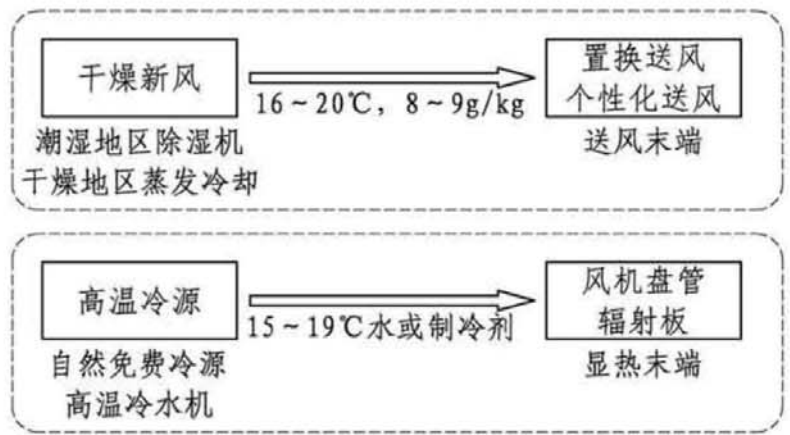 干燥新风
16~20℃，8~9g/kg
置换送风
个性化送风
潮湿地区除湿机
干燥地区蒸发冷却
送风末端
高温冷源
15~19℃水或制冷剂
风机盘管
辐射板
自然免费冷源
高温冷水机
显热末端